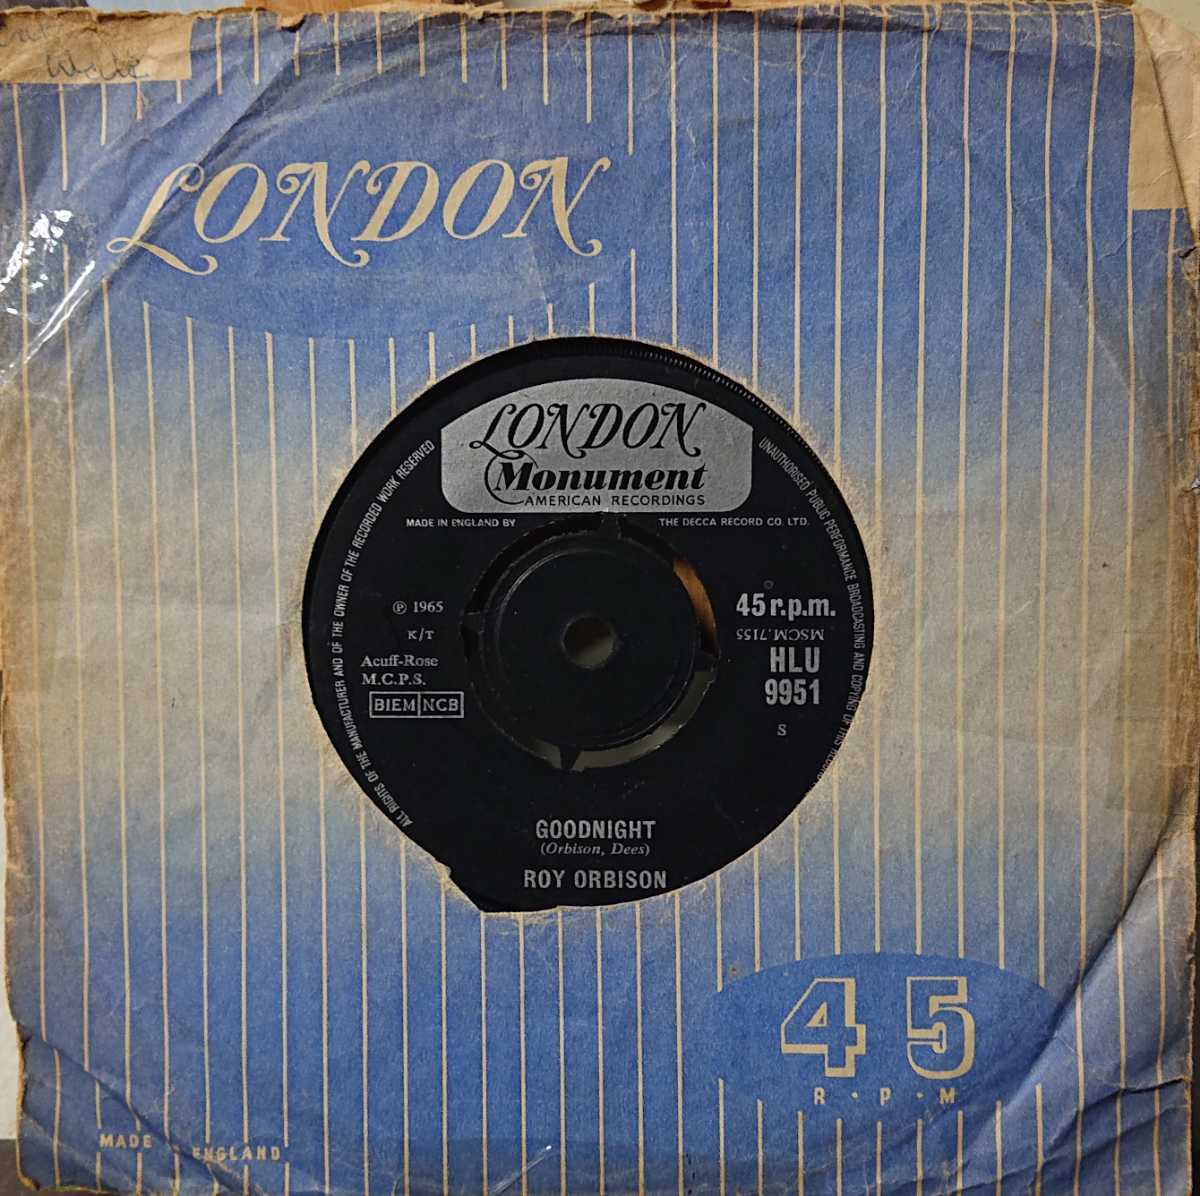 LONDON
LONDON
Monument
AMERICAN RECORDINGS
MADE IN ENGLAND BY THE DECCA RECORD CO. LTD.
ALL RIGHTS OF THE MANUFACTURER AND OF THE OWNER OF THE RECORDED WORK RESERVED
UNAUTHORISED PUBLIC PERFORMANCE BROADCASTING AND COPYING OF THIS
℗ 1965
K/T
Acuff-Rose
M.C.P.S.
BIEM NCB
45 r.p.m.
MSCM.7155
HLU
9951
S
GOODNIGHT
(Orbison, Dees)
ROY ORBISON
45
R·P·M
MADE ENGLAND